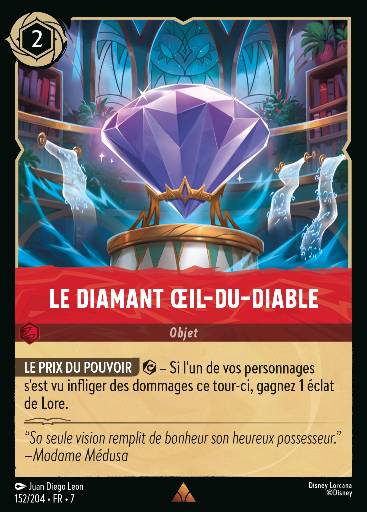 2
LE DIAMANT ŒIL-DU-DIABLE
Objet
LE PRIX DU POUVOIR – Si l'un de vos personnages
s'est vu infliger des dommages ce tour-ci, gagnez 1 éclat
de Lore.
“Sa seule vision remplit de bonheur son heureux possesseur.”
–Madame Médusa
Juan Diego Leon
Disney Lorcana
152/204 • FR • 7
©Disney